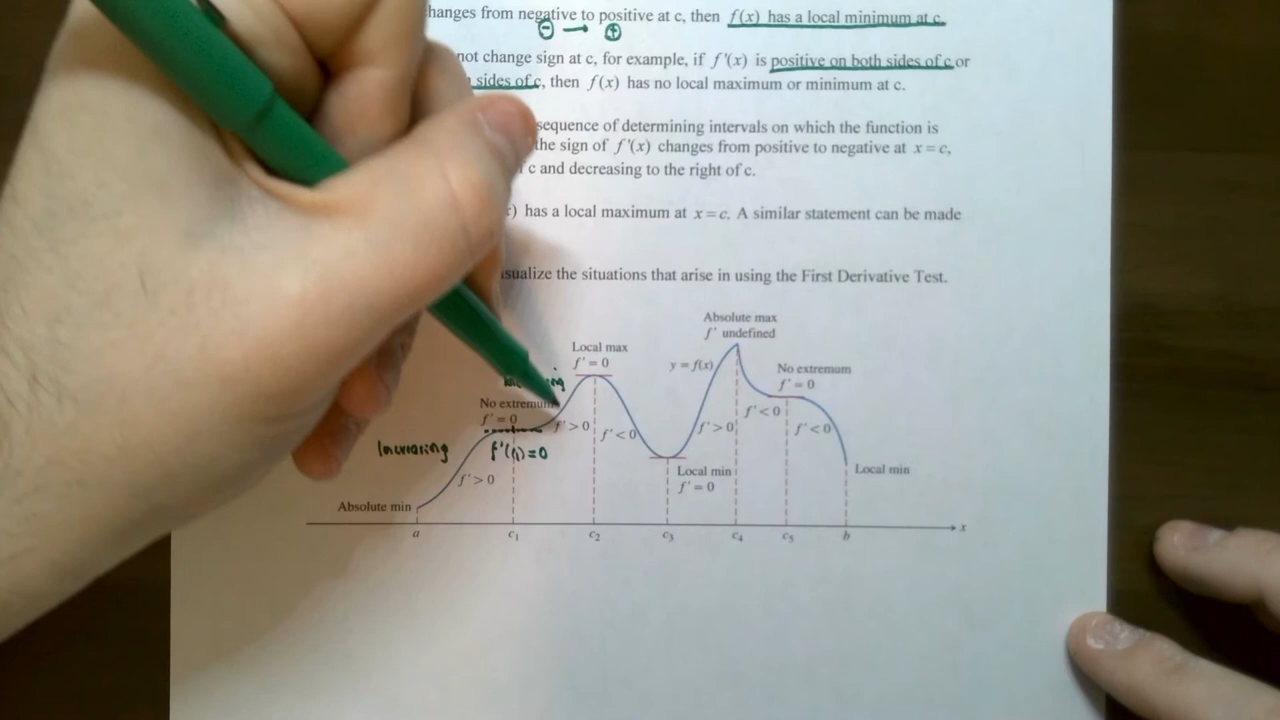 hanges from negative to positive at c, then f(x) has a local minimum at c.
⊖ → ⊕
not change sign at c, for example, if f'(x) is positive on both sides of c or
sides of c, then f(x) has no local maximum or minimum at c.
sequence of determining intervals on which the function is
the sign of f'(x) changes from positive to negative at x = c,
c and decreasing to the right of c.
has a local maximum at x = c. A similar statement can be made
sualize the situations that arise in using the First Derivative Test.
Absolute max
f' undefined
Local max
f' = 0
y = f(x)
No extremum
f' = 0
No extremum
f' = 0
f' < 0
f' > 0
f' < 0
f' > 0
f' < 0
Increasing
f'(c₁) = 0
Local min
f' = 0
Local min
f' > 0
Absolute min
x
a c₁ c₂ c₃ c₄ c₅ b